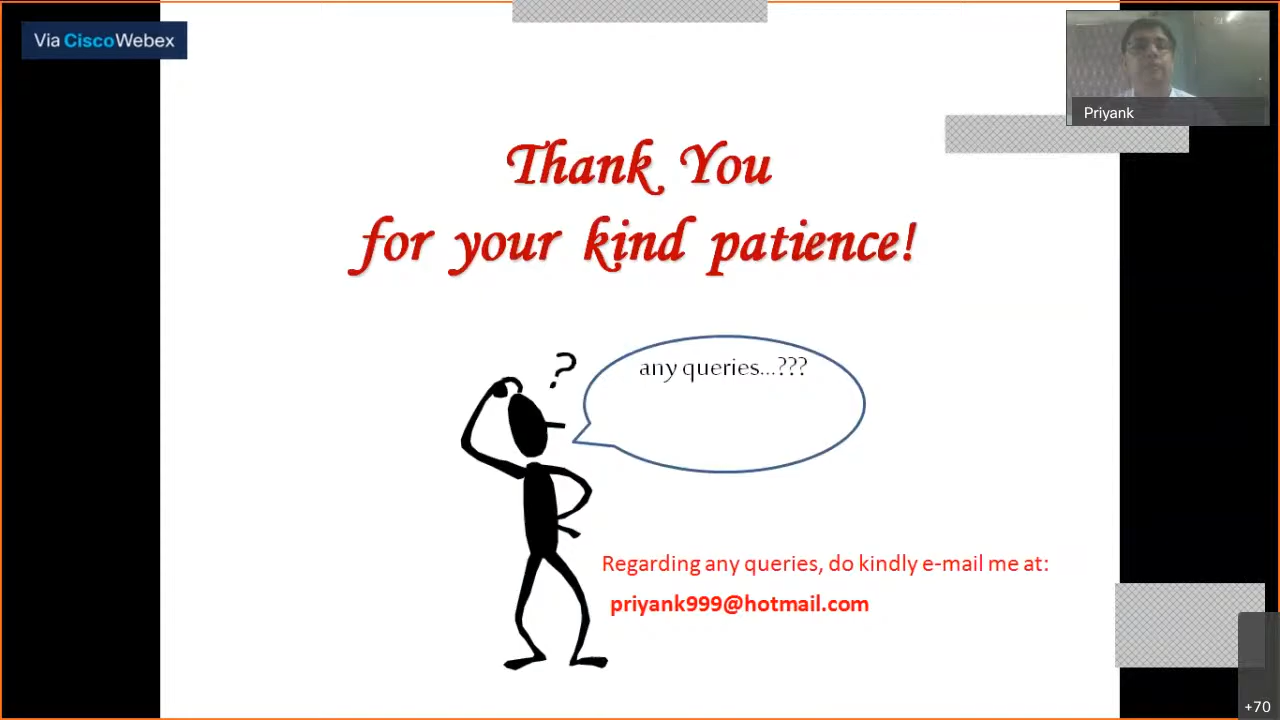 Via CiscoWebex
Priyank
Thank You
for your kind patience!
?
any queries...???
Regarding any queries, do kindly e-mail me at:
priyank999@hotmail.com
+70